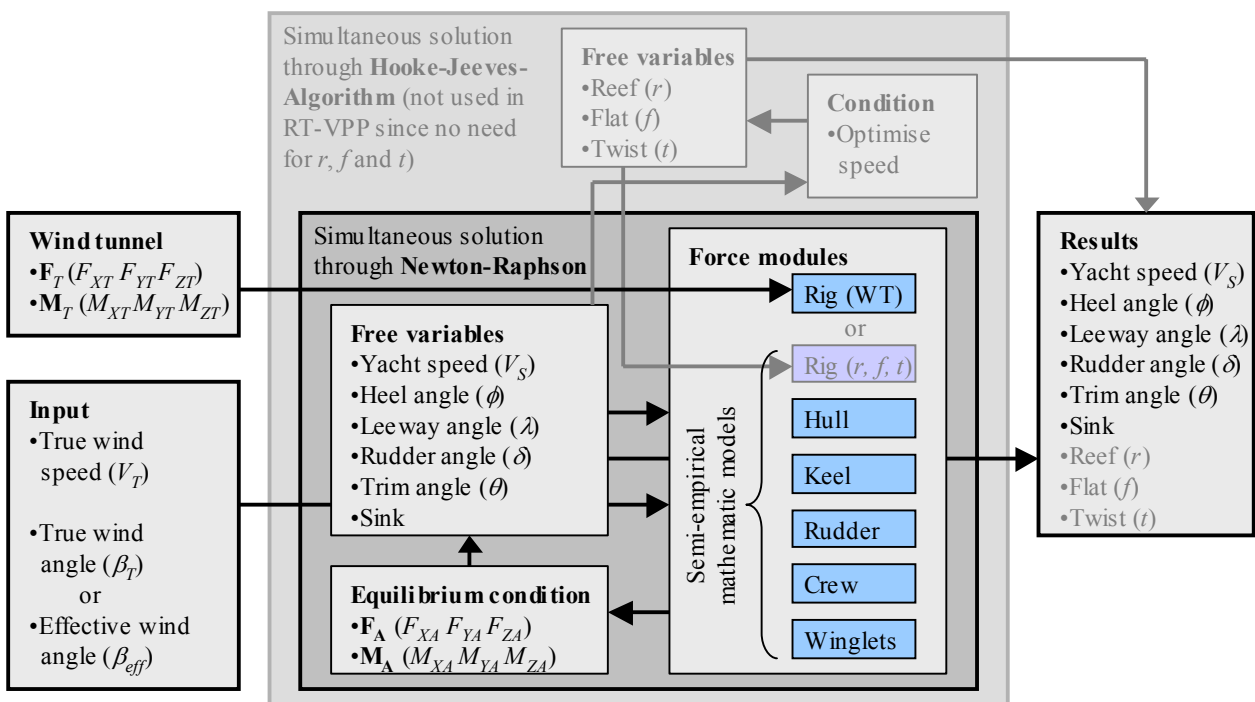 Simultaneous solution
through Hooke-Jeeves-
Algorithm (not used in
RT-VPP since no need
for r, f and t)
Free variables
•Reef (r)
•Flat (f)
•Twist (t)
Condition
•Optimise
speed
Wind tunnel
•F_T (F_XT F_YT F_ZT)
•M_T (M_XT M_YT M_ZT)
Input
•True wind
speed (V_T)
•True wind
angle (β_T)
or
•Effective wind
angle (β_eff)
Simultaneous solution
through Newton-Raphson
Free variables
•Yacht speed (V_S)
•Heel angle (ϕ)
•Leeway angle (λ)
•Rudder angle (δ)
•Trim angle (θ)
•Sink
Equilibrium condition
•F_A (F_XA F_YA F_ZA)
•M_A (M_XA M_YA M_ZA)
Force modules
Rig (WT)
or
Rig (r, f, t)
Hull
Keel
Rudder
Crew
Winglets
Semi-empirical
mathematic models
Results
•Yacht speed (V_S)
•Heel angle (ϕ)
•Leeway angle (λ)
•Rudder angle (δ)
•Trim angle (θ)
•Sink
•Reef (r)
•Flat (f)
•Twist (t)